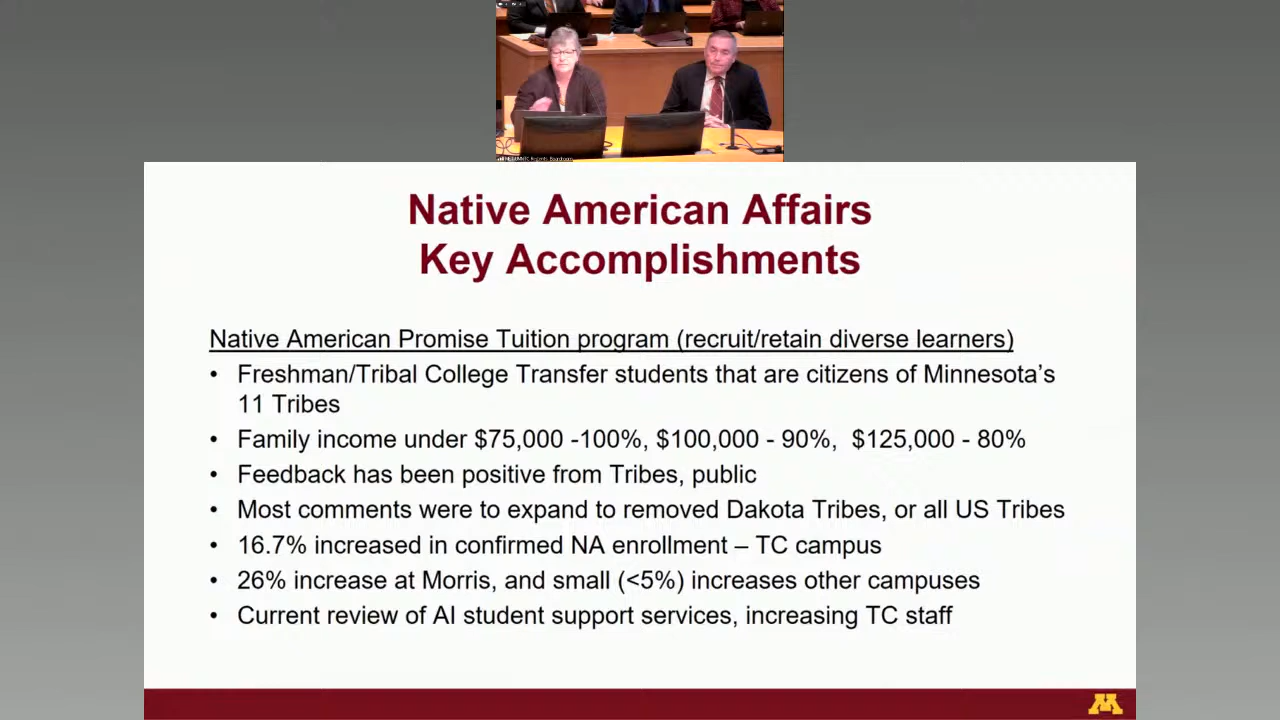 Native American Affairs
Key Accomplishments
Native American Promise Tuition program (recruit/retain diverse learners)
• Freshman/Tribal College Transfer students that are citizens of Minnesota's
11 Tribes
• Family income under $75,000 -100%, $100,000 - 90%, $125,000 - 80%
• Feedback has been positive from Tribes, public
• Most comments were to expand to removed Dakota Tribes, or all US Tribes
• 16.7% increased in confirmed NA enrollment – TC campus
• 26% increase at Morris, and small (<5%) increases other campuses
• Current review of AI student support services, increasing TC staff
M